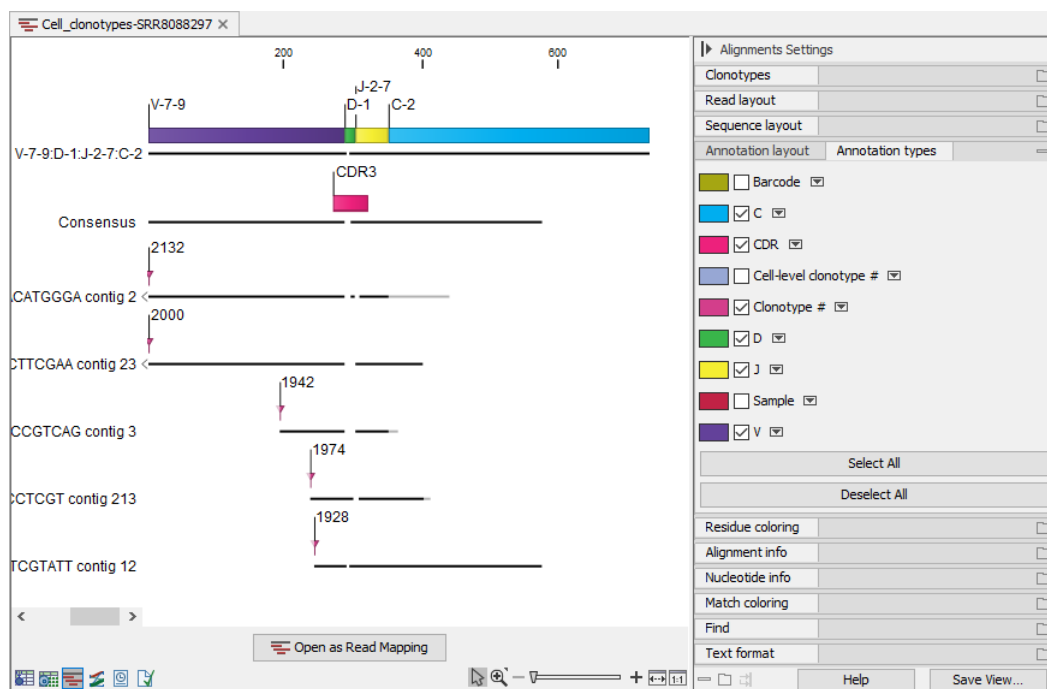 Cell_clonotypes-SRR8088297
200 400 600
J-2-7
V-7-9 D-1 C-2
V-7-9:D-1:J-2-7:C-2
CDR3
Consensus
2132
ACATGGGA contig 2
2000
CTTCGAA contig 23
1942
CCGTCAG contig 3
1974
CCTCGT contig 213
1928
TCGTATT contig 12
Open as Read Mapping
1:1
Alignments Settings
Clonotypes
Read layout
Sequence layout
Annotation layout Annotation types
Barcode
C
CDR
Cell-level clonotype #
Clonotype #
D
J
Sample
V
Select All
Deselect All
Residue coloring
Alignment info
Nucleotide info
Match coloring
Find
Text format
Help Save View...